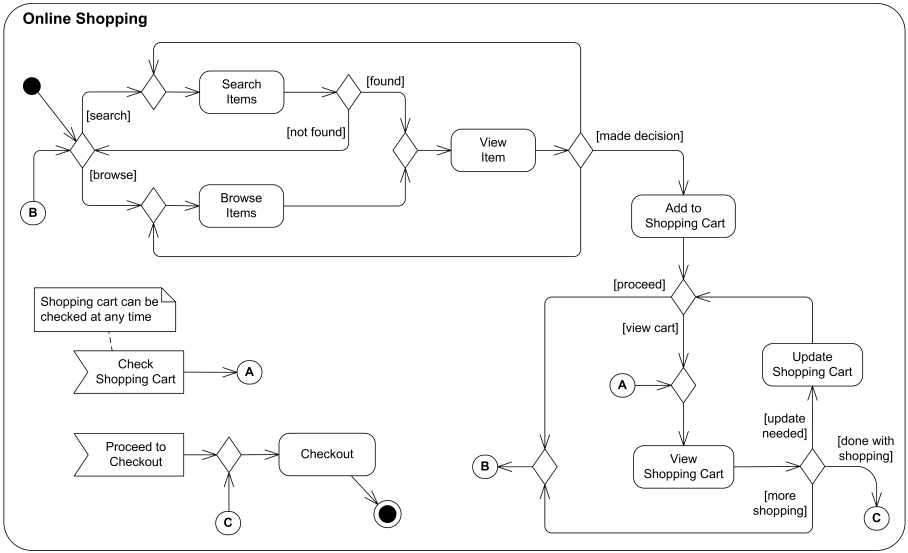 Online Shopping
Search
Items
[found]
[search]
[not found]
[made decision]
View
Item
[browse]
Browse
Items
B
Add to
Shopping Cart
[proceed]
Shopping cart can be
checked at any time
[view cart]
Check
Shopping Cart
A
A
Update
Shopping Cart
[update
needed]
[done with
shopping]
Proceed to
Checkout
Checkout
B
View
Shopping Cart
[more
shopping]
C
C